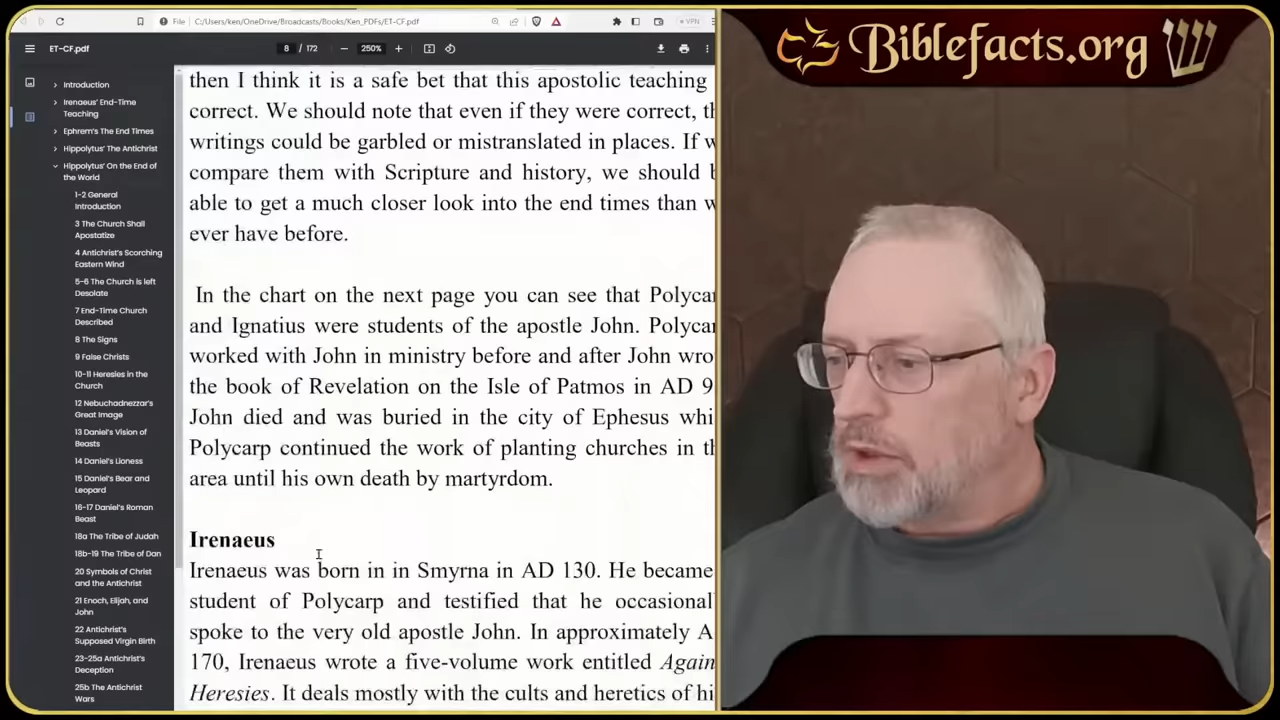 File
C:/Users/ken/OneDrive/Broadcasts/Books/Ken_PDFs/ET-CF.pdf
VPN
ET-CF.pdf
8 / 172
250%
Introduction
Irenaeus' End-Time
Teaching
Ephrem's The End Times
Hippolytus' The Antichrist
Hippolytus' On the End of
the World
1-2 General
Introduction
3 The Church Shall
Apostatize
4 Antichrist's Scorching
Eastern Wind
5-6 The Church is left
Desolate
7 End-Time Church
Described
8 The Signs
9 False Christs
10-11 Heresies in the
Church
12 Nebuchadnezzar's
Great Image
13 Daniel's Vision of
Beasts
14 Daniel's Lioness
15 Daniel's Bear and
Leopard
16-17 Daniel's Roman
Beast
18a The Tribe of Judah
18b-19 The Tribe of Dan
20 Symbols of Christ
and the Antichrist
21 Enoch, Elijah, and
John
22 Antichrist's
Supposed Virgin Birth
23-25a Antichrist's
Deception
25b The Antichrist
Wars
then I think it is a safe bet that this apostolic teaching
correct. We should note that even if they were correct, th
writings could be garbled or mistranslated in places. If w
compare them with Scripture and history, we should b
able to get a much closer look into the end times than w
ever have before.
In the chart on the next page you can see that Polycar
and Ignatius were students of the apostle John. Polycar
worked with John in ministry before and after John wro
the book of Revelation on the Isle of Patmos in AD 9
John died and was buried in the city of Ephesus whi
Polycarp continued the work of planting churches in th
area until his own death by martyrdom.
Irenaeus
Irenaeus was born in in Smyrna in AD 130. He became
student of Polycarp and testified that he occasional
spoke to the very old apostle John. In approximately A
170, Irenaeus wrote a five-volume work entitled Again
Heresies. It deals mostly with the cults and heretics of hi
Biblefacts.org
ש